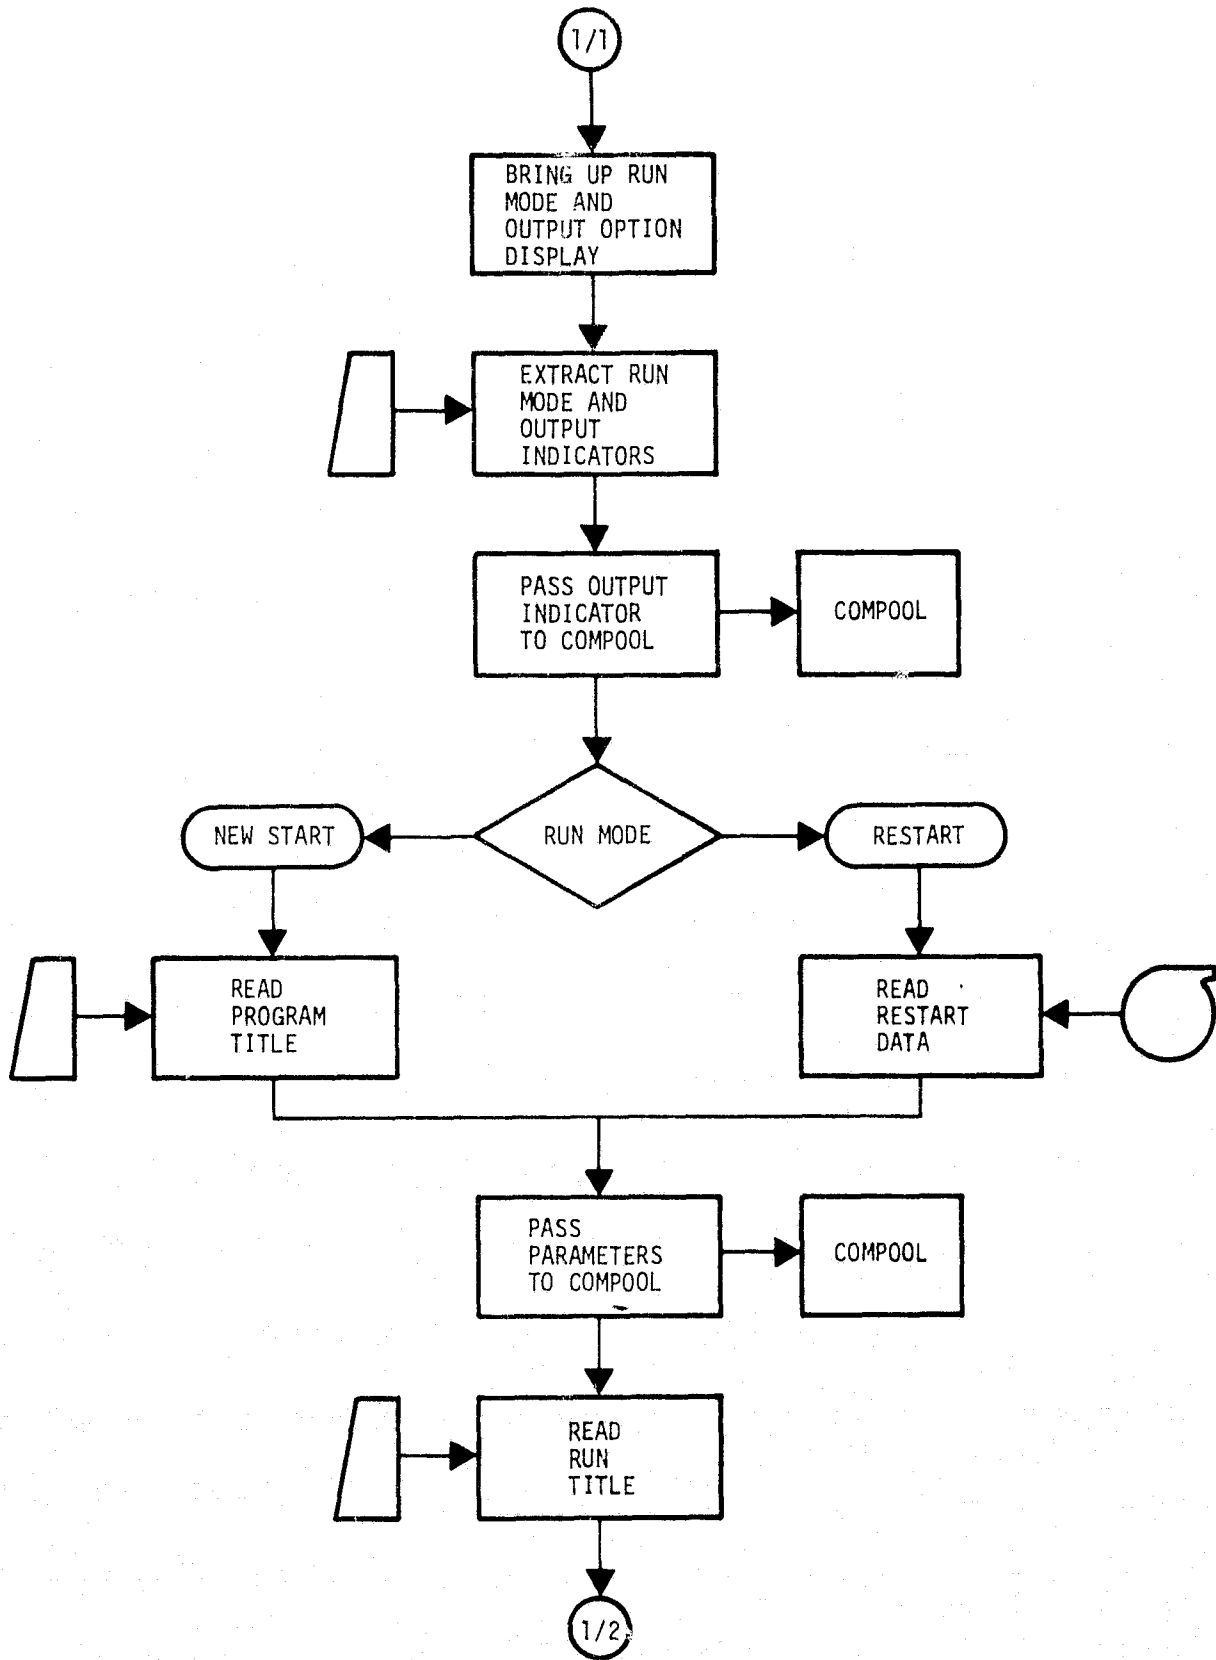 1/1
BRING UP RUN
MODE AND
OUTPUT OPTION
DISPLAY
EXTRACT RUN
MODE AND
OUTPUT
INDICATORS
PASS OUTPUT
INDICATOR
TO COMPOOL
COMPOOL
NEW START
RUN MODE
RESTART
READ
PROGRAM
TITLE
READ
RESTART
DATA
PASS
PARAMETERS
TO COMPOOL
COMPOOL
READ
RUN
TITLE
1/2